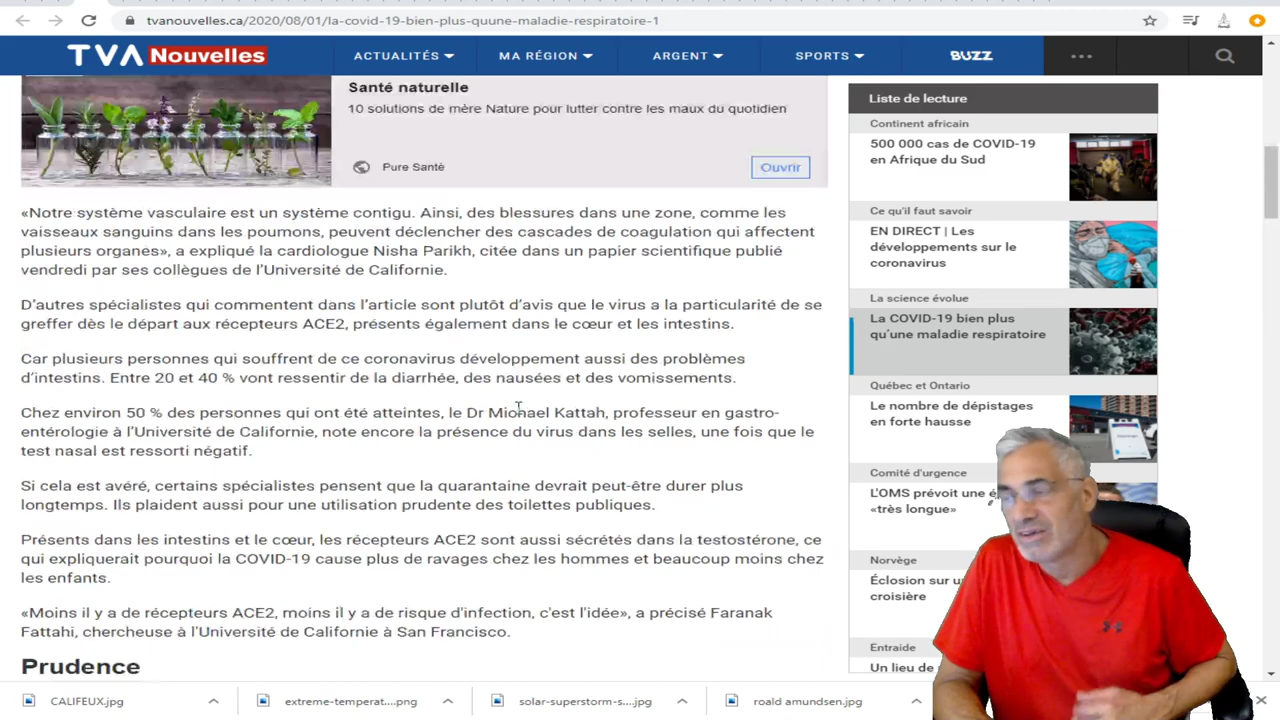 tvanouvelles.ca/2020/08/01/la-covid-19-bien-plus-quune-maladie-respiratoire-1
TVA Nouvelles
ACTUALITÉS
MA RÉGION
ARGENT
SPORTS
BUZZ
Santé naturelle
10 solutions de mère Nature pour lutter contre les maux du quotidien
Pure Santé
Ouvrir
«Notre système vasculaire est un système contigu. Ainsi, des blessures dans une zone, comme les
vaisseaux sanguins dans les poumons, peuvent déclencher des cascades de coagulation qui affectent
plusieurs organes», a expliqué la cardiologue Nisha Parikh, citée dans un papier scientifique publié
vendredi par ses collègues de l'Université de Californie.
D'autres spécialistes qui commentent dans l'article sont plutôt d'avis que le virus a la particularité de se
greffer dès le départ aux récepteurs ACE2, présents également dans le cœur et les intestins.
Car plusieurs personnes qui souffrent de ce coronavirus développement aussi des problèmes
d'intestins. Entre 20 et 40 % vont ressentir de la diarrhée, des nausées et des vomissements.
Chez environ 50 % des personnes qui ont été atteintes, le Dr Michael Kattah, professeur en gastro-
entérologie à l'Université de Californie, note encore la présence du virus dans les selles, une fois que le
test nasal est ressorti négatif.
Si cela est avéré, certains spécialistes pensent que la quarantaine devrait peut-être durer plus
longtemps. Ils plaident aussi pour une utilisation prudente des toilettes publiques.
Présents dans les intestins et le cœur, les récepteurs ACE2 sont aussi sécrétés dans la testostérone, ce
qui expliquerait pourquoi la COVID-19 cause plus de ravages chez les hommes et beaucoup moins chez
les enfants.
«Moins il y a de récepteurs ACE2, moins il y a de risque d'infection, c'est l'idée», a précisé Faranak
Fattahi, chercheuse à l'Université de Californie à San Francisco.
Prudence
Liste de lecture
Continent africain
500 000 cas de COVID-19
en Afrique du Sud
Ce qu'il faut savoir
EN DIRECT | Les
développements sur le
coronavirus
La science évolue
La COVID-19 bien plus
qu'une maladie respiratoire
Québec et Ontario
Le nombre de dépistages
en forte hausse
Comité d'urgence
L'OMS prévoit une
«très longue»
Norvège
Éclosion sur
croisière
Entraide
Un lieu de
CALIFEUX.jpg
extreme-temperat....png
solar-superstorm-s....jpg
roald amundsen.jpg